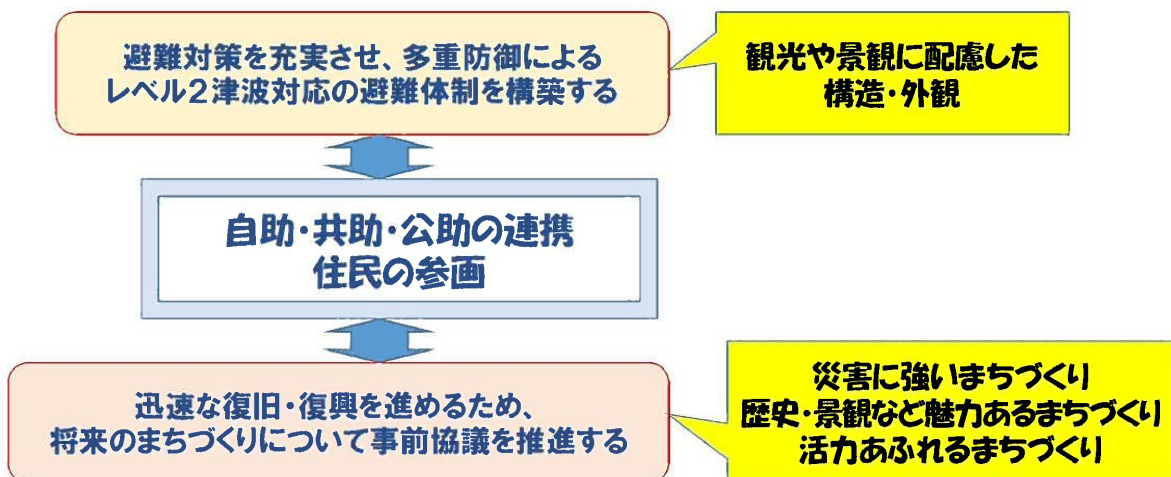 避難対策を充実させ、多重防御による
レベル2津波対応の避難体制を構築する
観光や景観に配慮した
構造・外観
自助・共助・公助の連携
住民の参画
迅速な復旧・復興を進めるため、
将来のまちづくりについて事前協議を推進する
災害に強いまちづくり
歴史・景観など魅力あるまちづくり
活力あふれるまちづくり